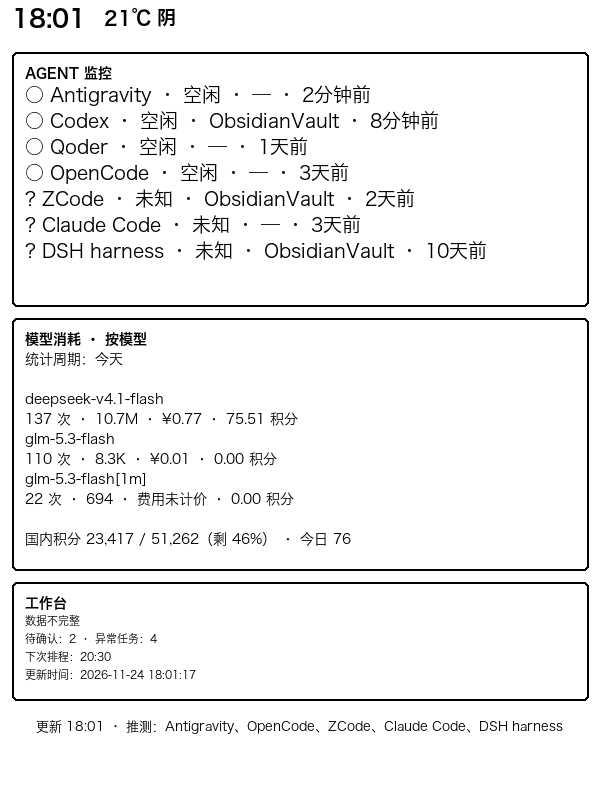 18:01 21°C 阴
AGENT 监控
○ Antigravity · 空闲 · — · 2分钟前
○ Codex · 空闲 · ObsidianVault · 8分钟前
○ Qoder · 空闲 · — · 1天前
○ OpenCode · 空闲 · — · 3天前
? ZCode · 未知 · ObsidianVault · 2天前
? Claude Code · 未知 · — · 3天前
? DSH harness · 未知 · ObsidianVault · 10天前
模型消耗 · 按模型
统计周期：今天
deepseek-v4.1-flash
137 次 · 10.7M · ¥0.77 · 75.51 积分
glm-5.3-flash
110 次 · 8.3K · ¥0.01 · 0.00 积分
glm-5.3-flash[1m]
22 次 · 694 · 费用未计价 · 0.00 积分
国内积分 23,417 / 51,262（剩 46%） · 今日 76
工作台
数据不完整
待确认：2 · 异常任务：4
下次排程：20:30
更新时间：2026-11-24 18:01:17
更新 18:01 · 推测：Antigravity、OpenCode、ZCode、Claude Code、DSH harness